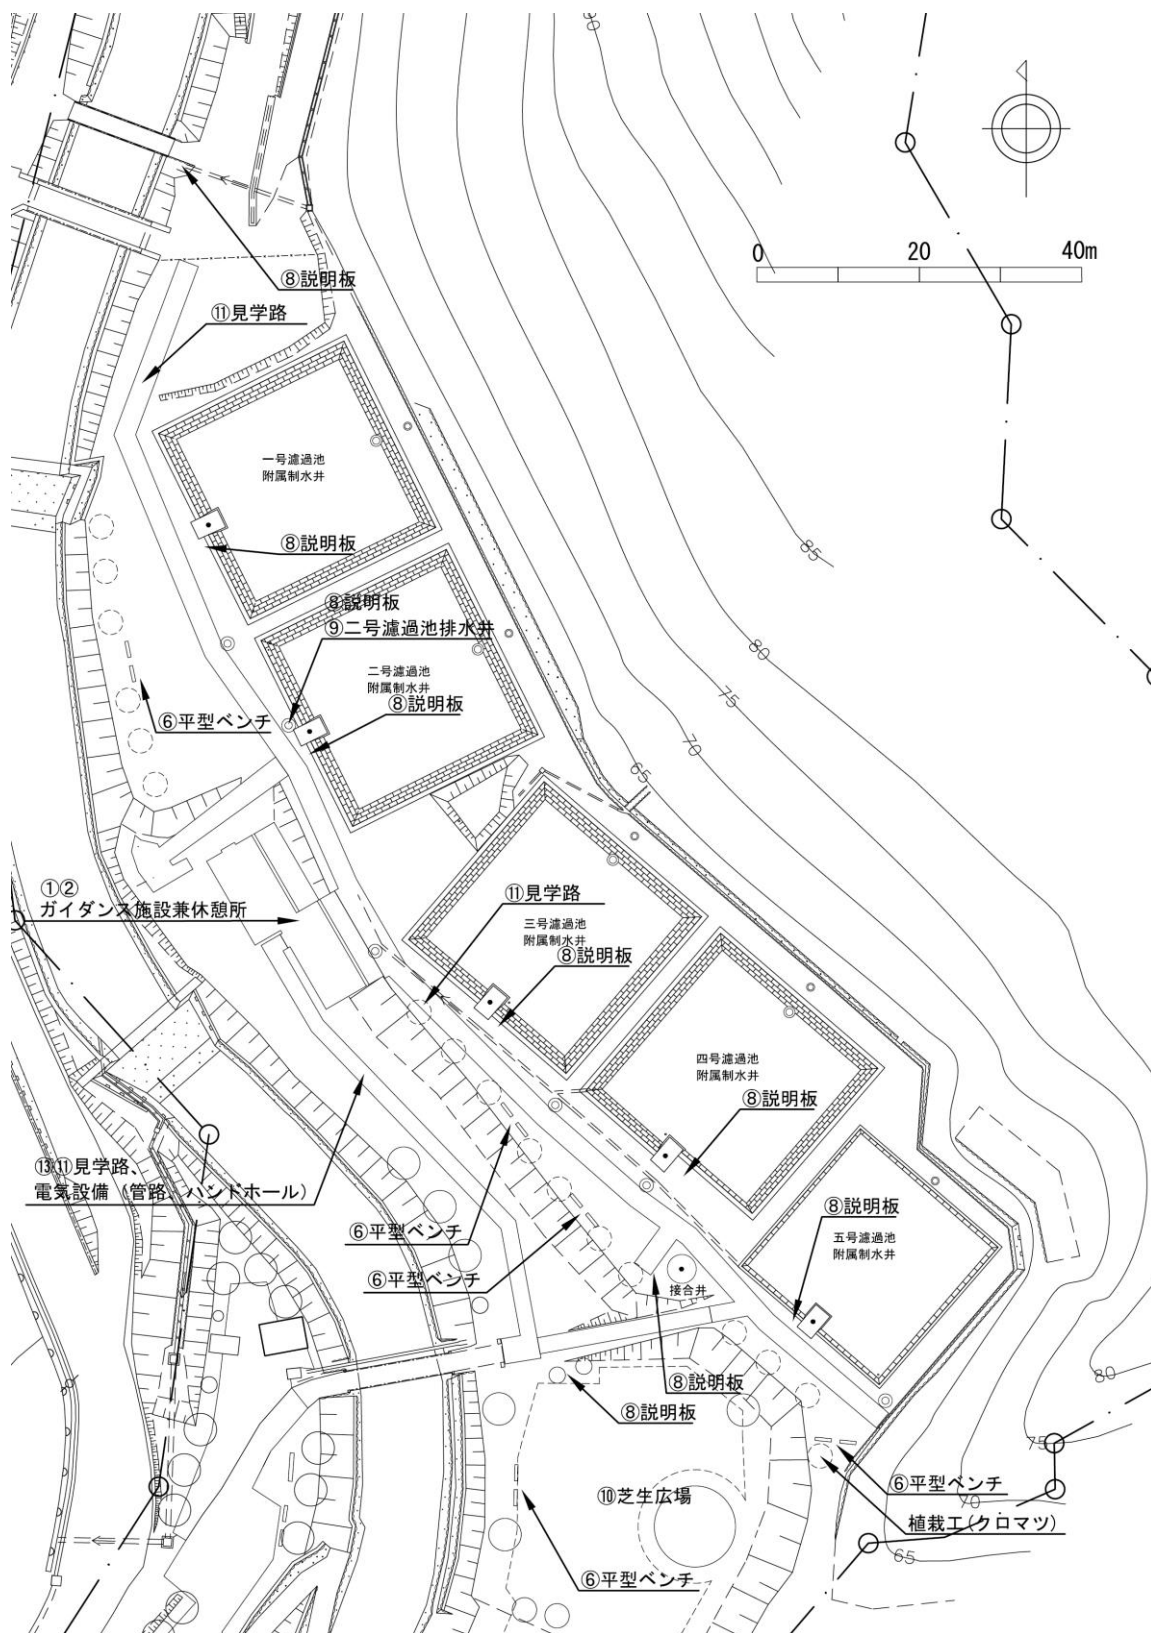 90
0 20 40m
⑧説明板
⑪見学路
一号濾過池
附属制水井
⑧説明板
85
⑧説明板
⑨二号濾過池排水井
80
二号濾過池
附属制水井
⑧説明板
75
⑥平型ベンチ
70
65
①②
ガイダンス施設兼休憩所
⑪見学路
三号濾過池
附属制水井
⑧説明板
四号濾過池
附属制水井
⑧説明板
⑬⑪見学路、
電気設備（管路、ハンドホール）
⑧説明板
⑥平型ベンチ
五号濾過池
附属制水井
⑥平型ベンチ
接合井
80
⑧説明板
⑧説明板
75
⑥平型ベンチ
⑩芝生広場
70
植栽工(クロマツ)
65
⑥平型ベンチ